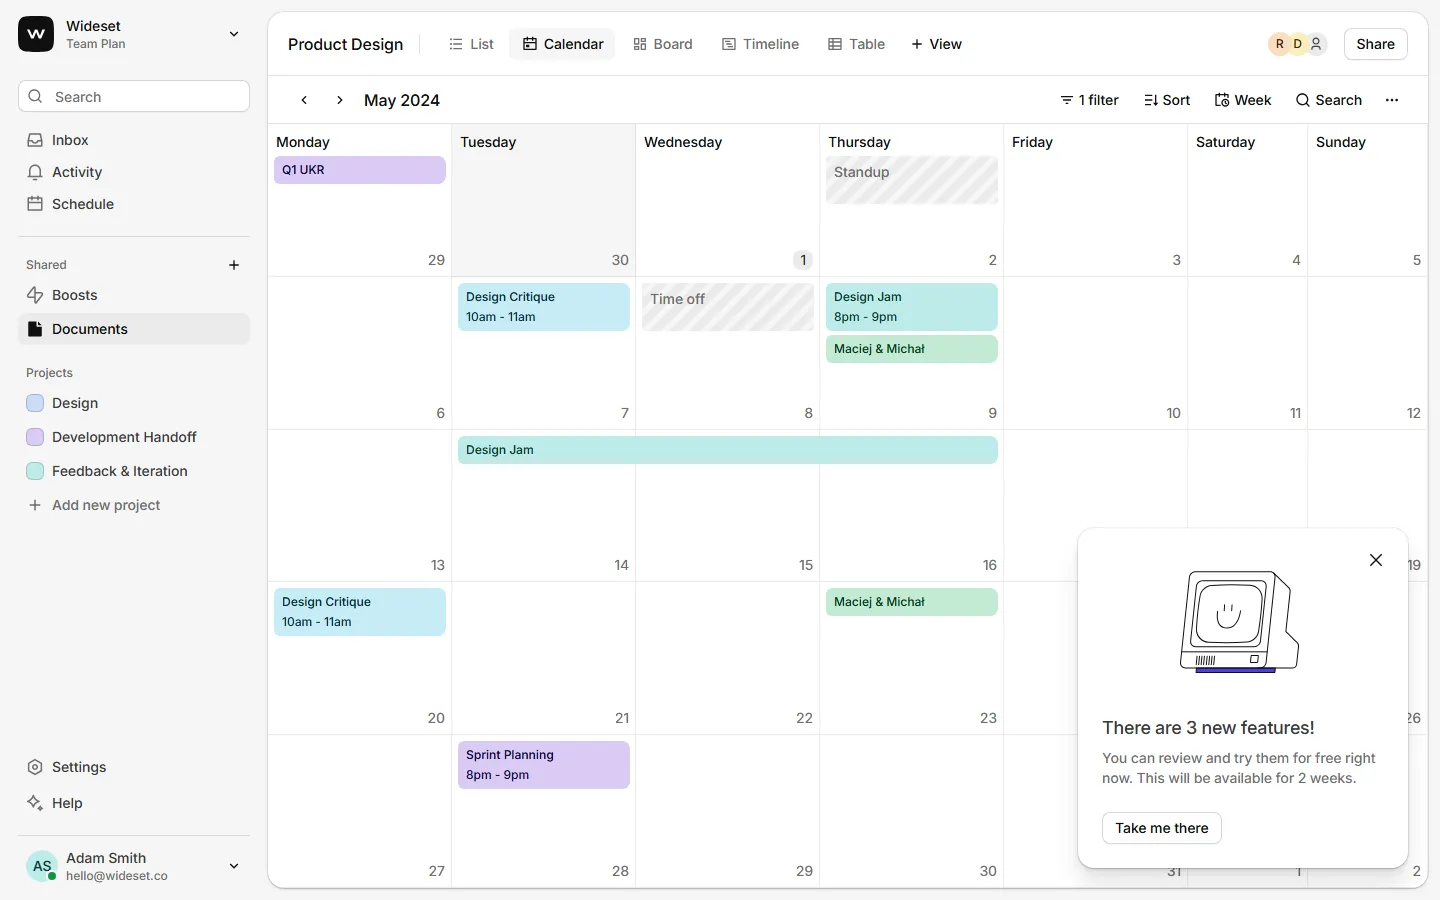 W
Wideset
Team Plan
Search
Inbox
Activity
Schedule
Shared
Boosts
Documents
Projects
Design
Development Handoff
Feedback & Iteration
Add new project
Settings
Help
AS
Adam Smith
hello@wideset.co
Product Design
List
Calendar
Board
Timeline
Table
View
R
D
Share
May 2024
1 filter
Sort
Week
Search
Monday
Tuesday
Wednesday
Thursday
Friday
Saturday
Sunday
Q1 UKR
Standup
29
30
1
2
3
4
5
Design Critique
10am - 11am
Time off
Design Jam
8pm - 9pm
Maciej & Michał
6
7
8
9
10
11
12
Design Jam
13
14
15
16
19
Design Critique
10am - 11am
Maciej & Michał
20
21
22
23
26
Sprint Planning
8pm - 9pm
27
28
29
30
31
1
2
There are 3 new features!
You can review and try them for free right
now. This will be available for 2 weeks.
Take me there